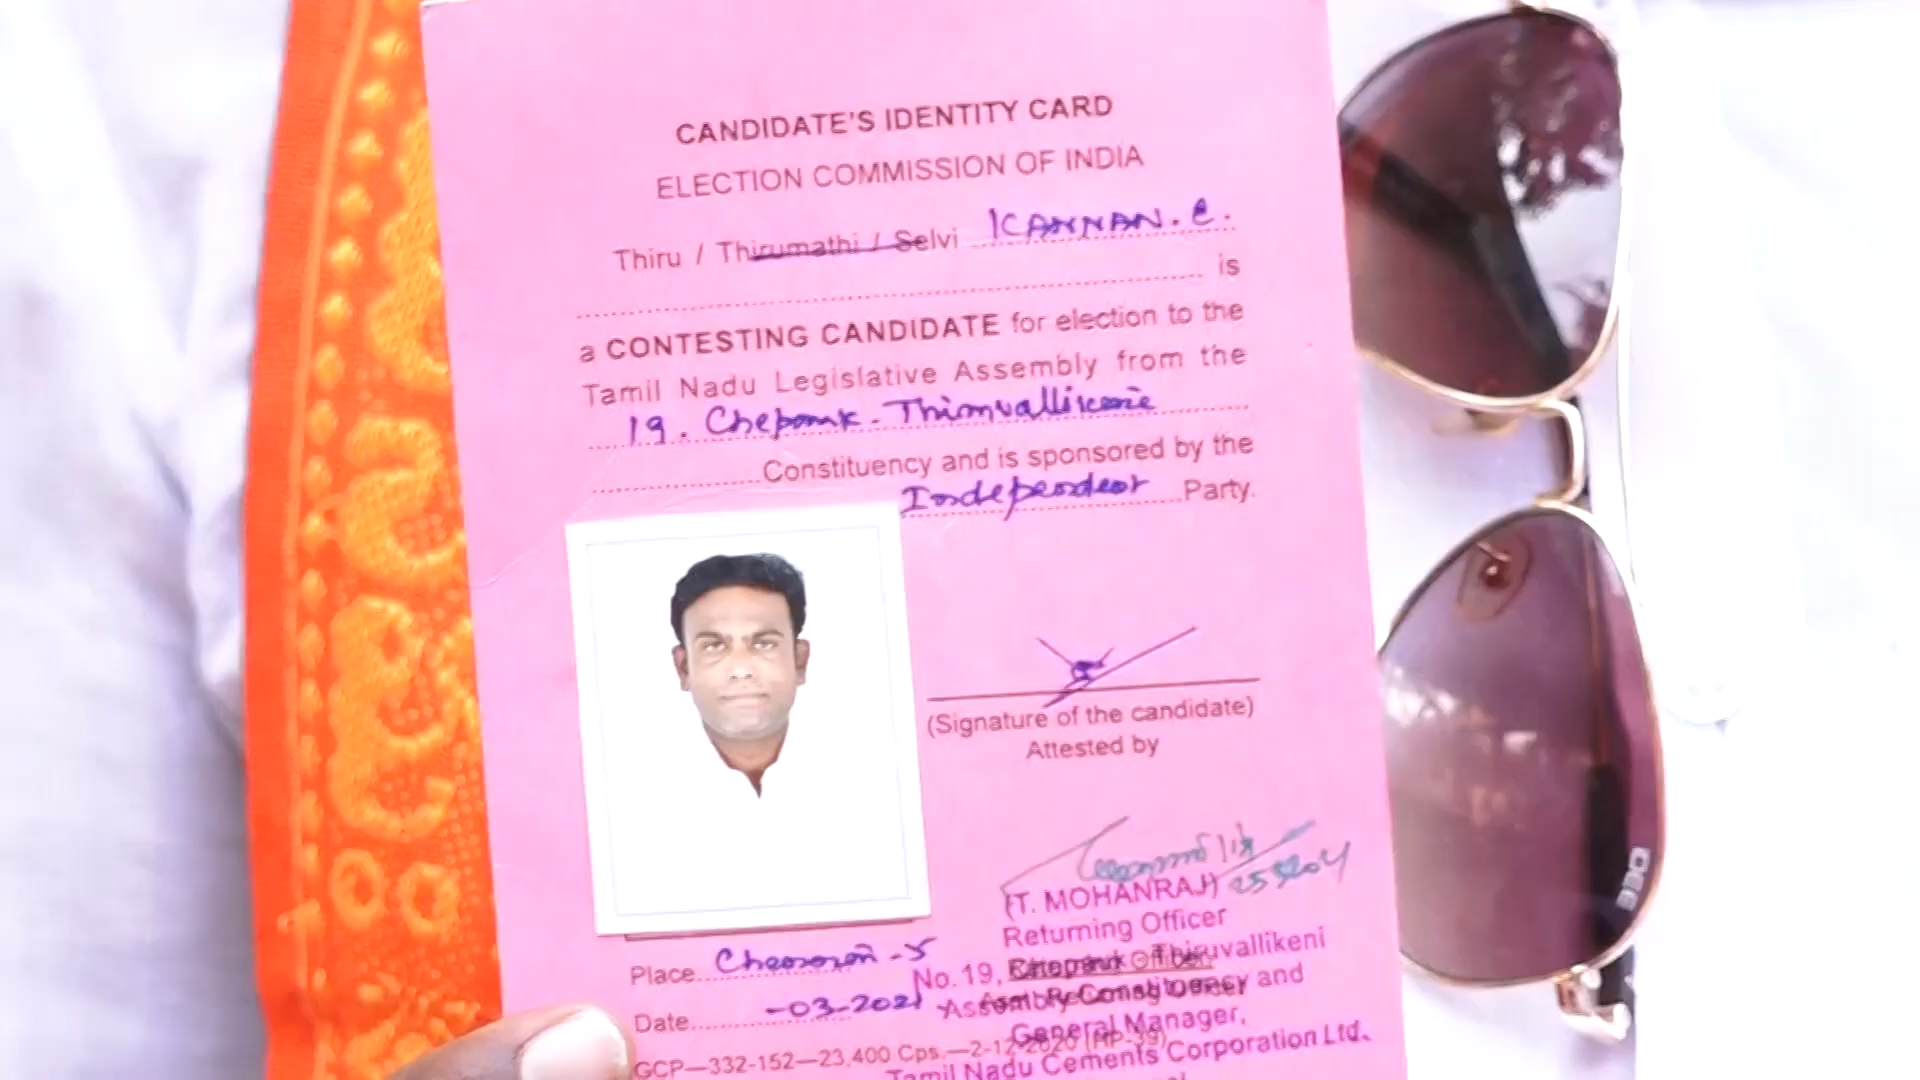 CANDIDATE'S IDENTITY CARD
ELECTION COMMISSION OF INDIA
Thiru / Thirumathi / Selvi KANNAN. C.
is
a CONTESTING CANDIDATE for election to the
Tamil Nadu Legislative Assembly from the
19. Chepauk - Thiruvallikeni
Constituency and is sponsored by the
Independent Party.
(Signature of the candidate)
Attested by
(T. MOHANRAJ)
Returning Officer
No. 19, Chepauk - Thiruvallikeni
Assembly Constituency and
General Manager,
Tamil Nadu Cements Corporation Ltd.
Place Chennai - 5
Date -03-2021
GCP—332-152—23,400 Cps.—2-12-2020 (MP-39)